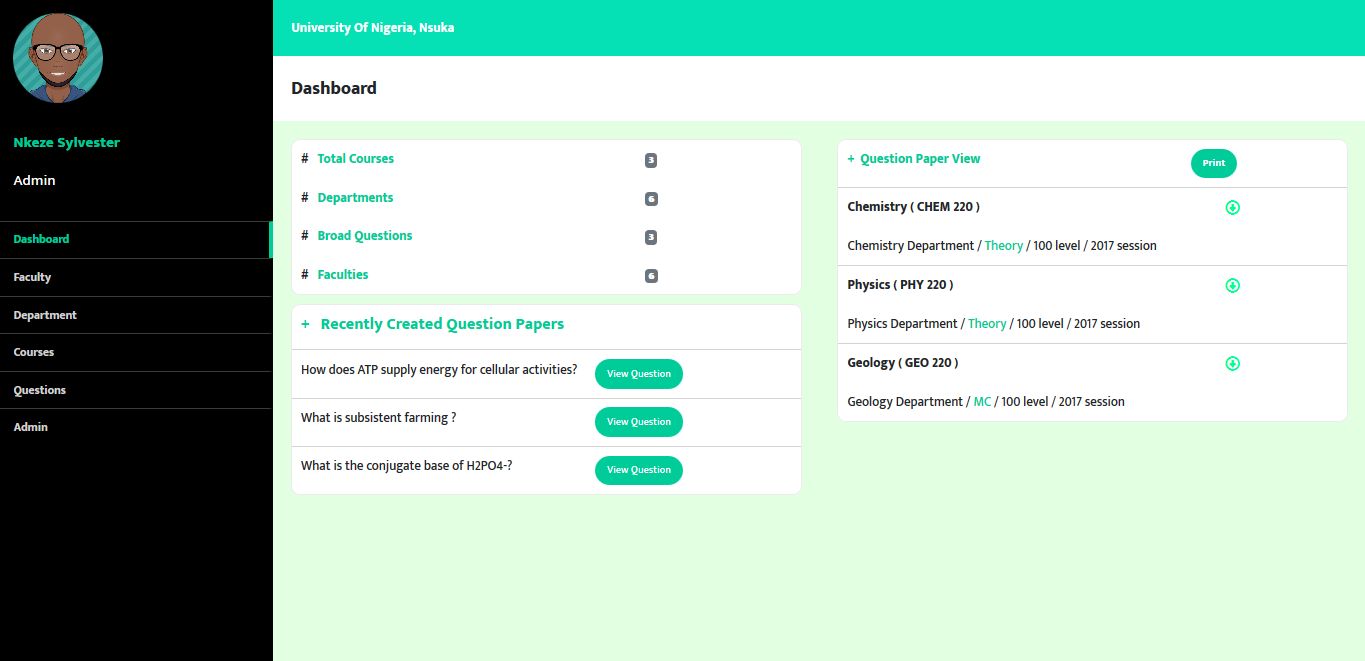 Nkeze Sylvester
Admin
Dashboard
Faculty
Department
Courses
Questions
Admin
University Of Nigeria, Nsuka
Dashboard
# Total Courses 3
# Departments 6
# Broad Questions 3
# Faculties 6
+ Recently Created Question Papers
How does ATP supply energy for cellular activities? View Question
What is subsistent farming ? View Question
What is the conjugate base of H2PO4-? View Question
+ Question Paper View Print
Chemistry ( CHEM 220 )
Chemistry Department / Theory / 100 level / 2017 session
Physics ( PHY 220 )
Physics Department / Theory / 100 level / 2017 session
Geology ( GEO 220 )
Geology Department / MC / 100 level / 2017 session